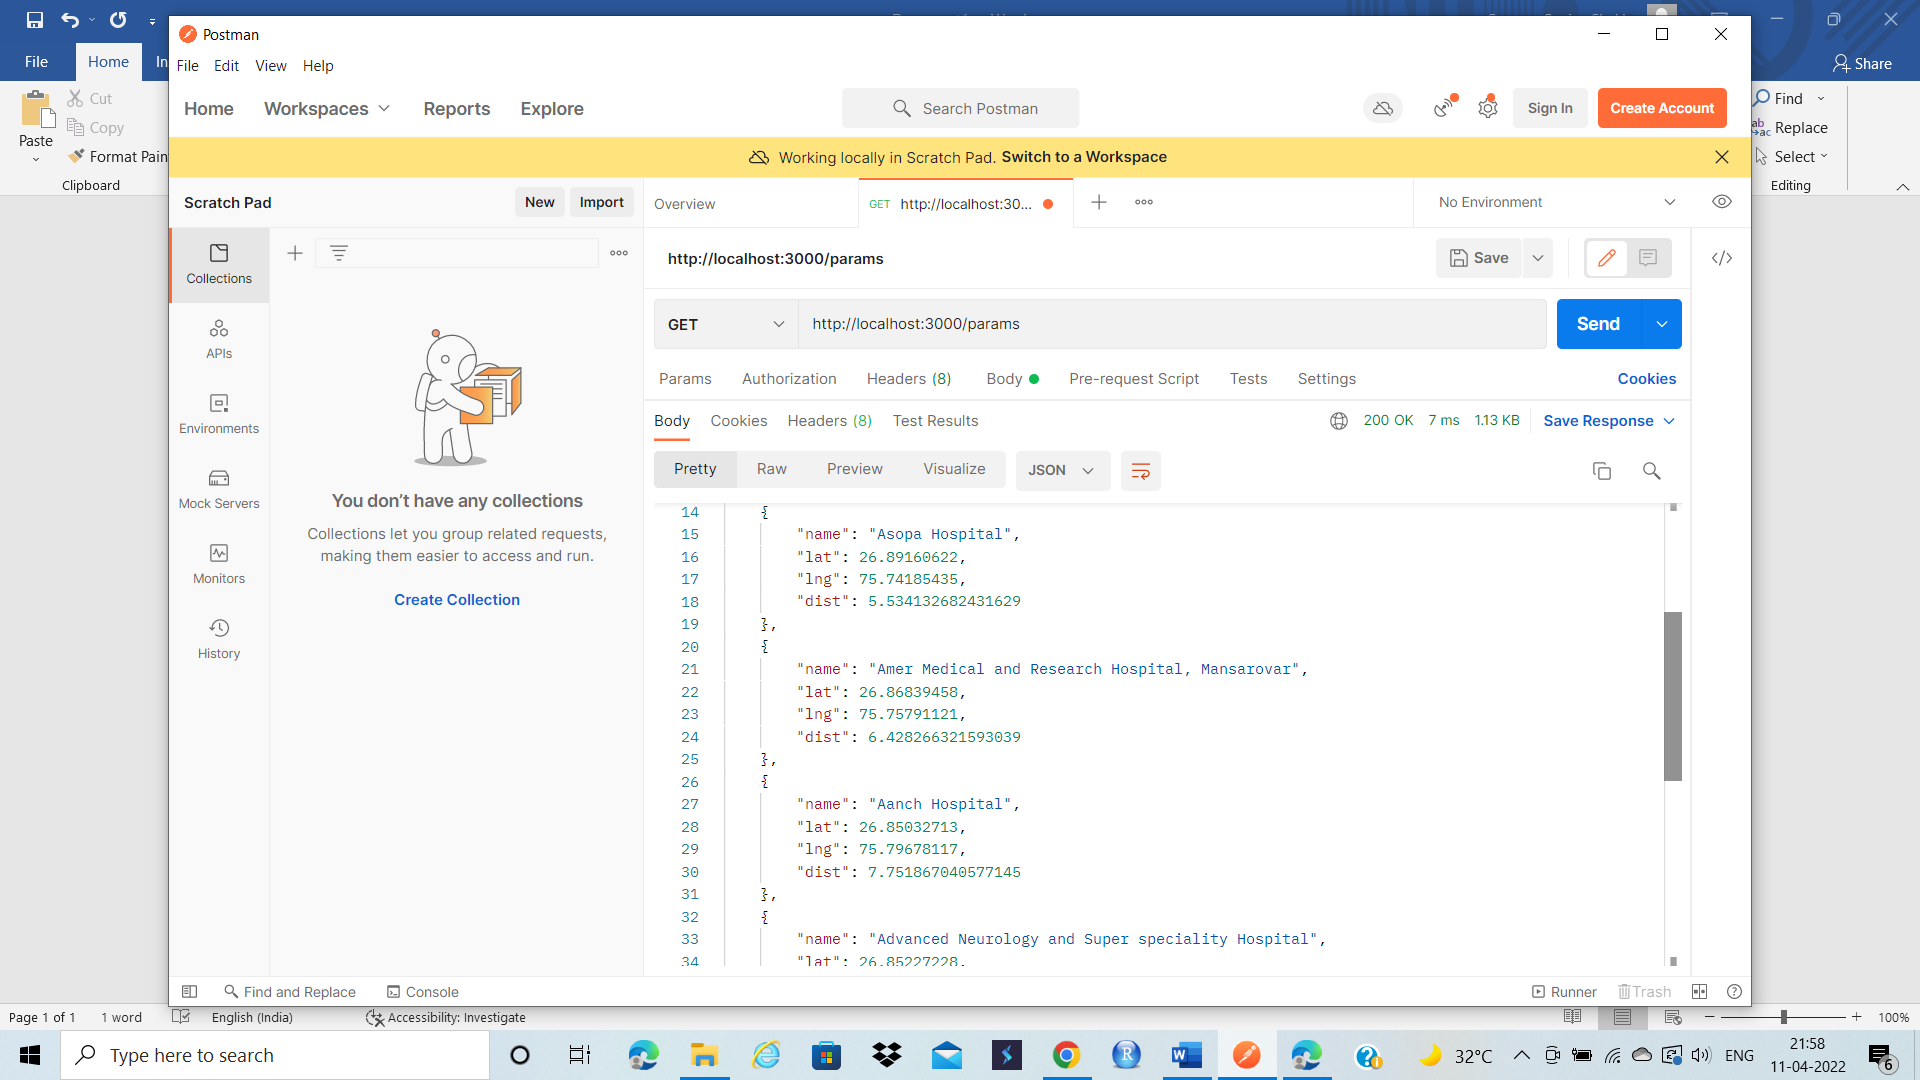 Postman
File
Home
In
Share
File Edit View Help
Cut
Copy
Paste
Format Pain
Clipboard
Find
Replace
Select
Editing
Home Workspaces Reports Explore
Search Postman
Sign In
Create Account
Working locally in Scratch Pad. Switch to a Workspace
Scratch Pad
New
Import
Overview
GET http://localhost:30...
No Environment
Collections
APIs
Environments
Mock Servers
Monitors
History
You don’t have any collections
Collections let you group related requests,
making them easier to access and run.
Create Collection
http://localhost:3000/params
Save
GET
http://localhost:3000/params
Send
Params Authorization Headers (8) Body Pre-request Script Tests Settings
Cookies
Body Cookies Headers (8) Test Results
200 OK 7 ms 1.13 KB Save Response
Pretty Raw Preview Visualize JSON
14 {
15 "name": "Asopa Hospital",
16 "lat": 26.89160622,
17 "lng": 75.74185435,
18 "dist": 5.534132682431629
19 },
20 {
21 "name": "Amer Medical and Research Hospital, Mansarovar",
22 "lat": 26.86839458,
23 "lng": 75.75791121,
24 "dist": 6.428266321593039
25 },
26 {
27 "name": "Aanch Hospital",
28 "lat": 26.85032713,
29 "lng": 75.79678117,
30 "dist": 7.751867040577145
31 },
32 {
33 "name": "Advanced Neurology and Super speciality Hospital",
34 "lat": 26.85227228,
Find and Replace
Console
Runner
Trash
Page 1 of 1
1 word
English (India)
Accessibility: Investigate
100%
Type here to search
32°C
ENG
21:58
11-04-2022
6